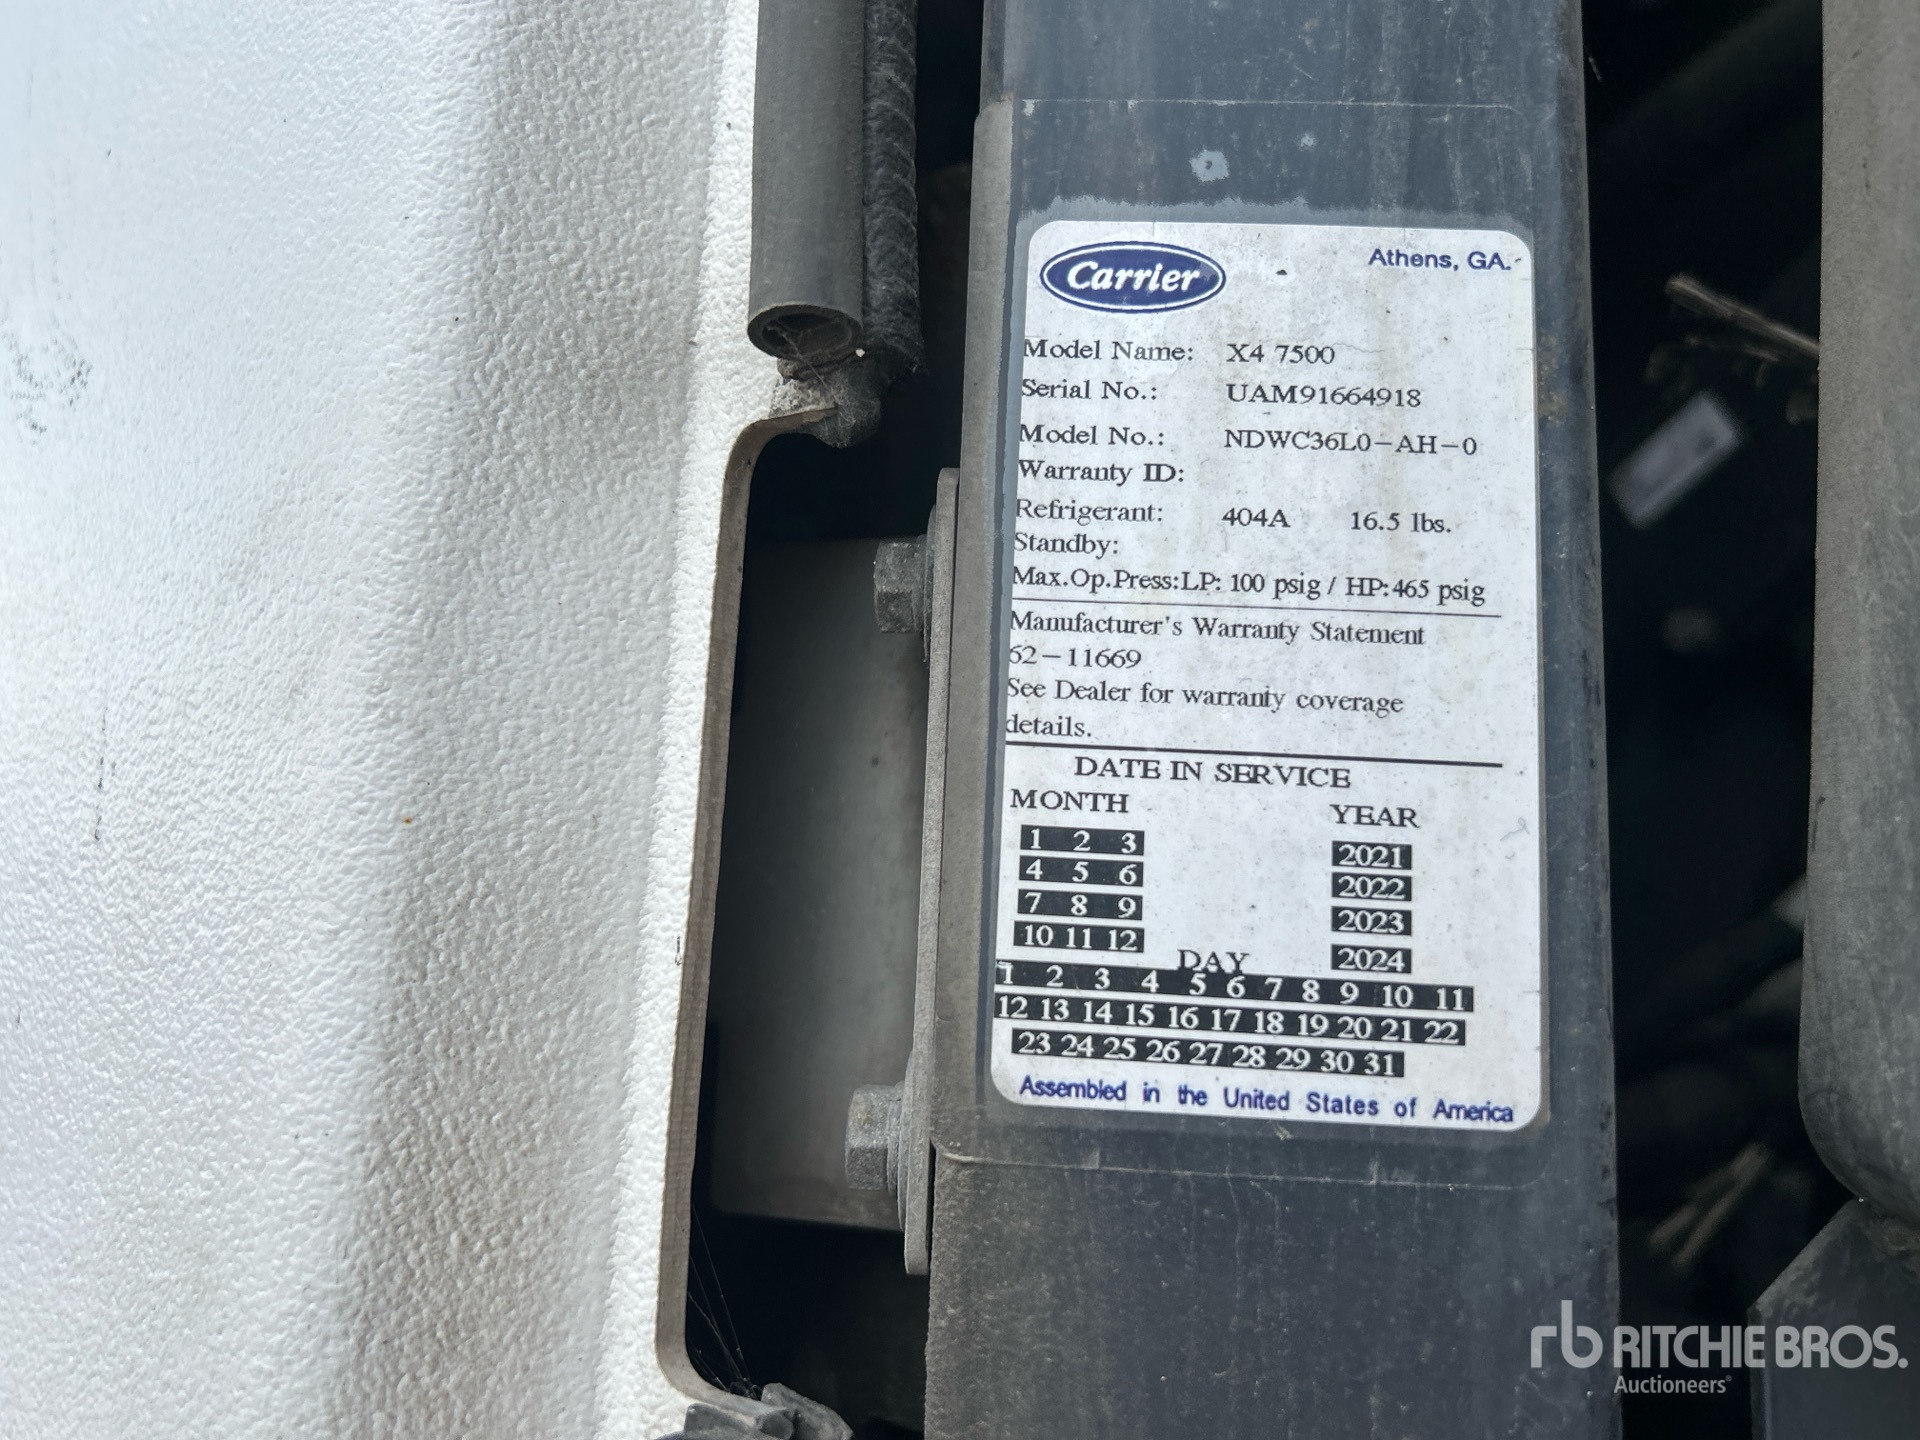 Carrier
Athens, GA.
Model Name: X4 7500
Serial No.: UAM91664918
Model No.: NDWC36L0-AH-0
Warranty ID:
Refrigerant: 404A 16.5 lbs.
Standby:
Max.Op.Press:LP: 100 psig / HP:465 psig
Manufacturer's Warranty Statement
62-11669
See Dealer for warranty coverage
details.
DATE IN SERVICE
MONTH YEAR
1 2 3 2021
4 5 6 2022
7 8 9 2023
10 11 12 2024
DAY
1 2 3 4 5 6 7 8 9 10 11
12 13 14 15 16 17 18 19 20 21 22
23 24 25 26 27 28 29 30 31
Assembled in the United States of America
rb RITCHIE BROS.
Auctioneers